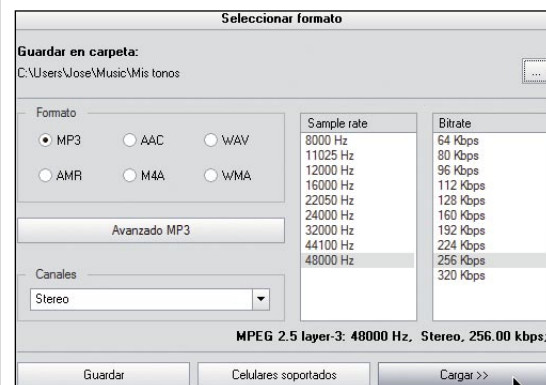 Seleccionar formato
Guardar en carpeta:
C:\Users\Jose\Music\Mis tonos
...
Formato
MP3 AAC WAV
AMR M4A WMA
Avanzado MP3
Canales
Stereo
Sample rate
8000 Hz
11025 Hz
12000 Hz
16000 Hz
22050 Hz
24000 Hz
32000 Hz
44100 Hz
48000 Hz
Bitrate
64 Kbps
80 Kbps
96 Kbps
112 Kbps
128 Kbps
160 Kbps
192 Kbps
224 Kbps
256 Kbps
320 Kbps
MPEG 2.5 layer-3: 48000 Hz, Stereo, 256.00 kbps;
Guardar Celulares soportados Cargar >>